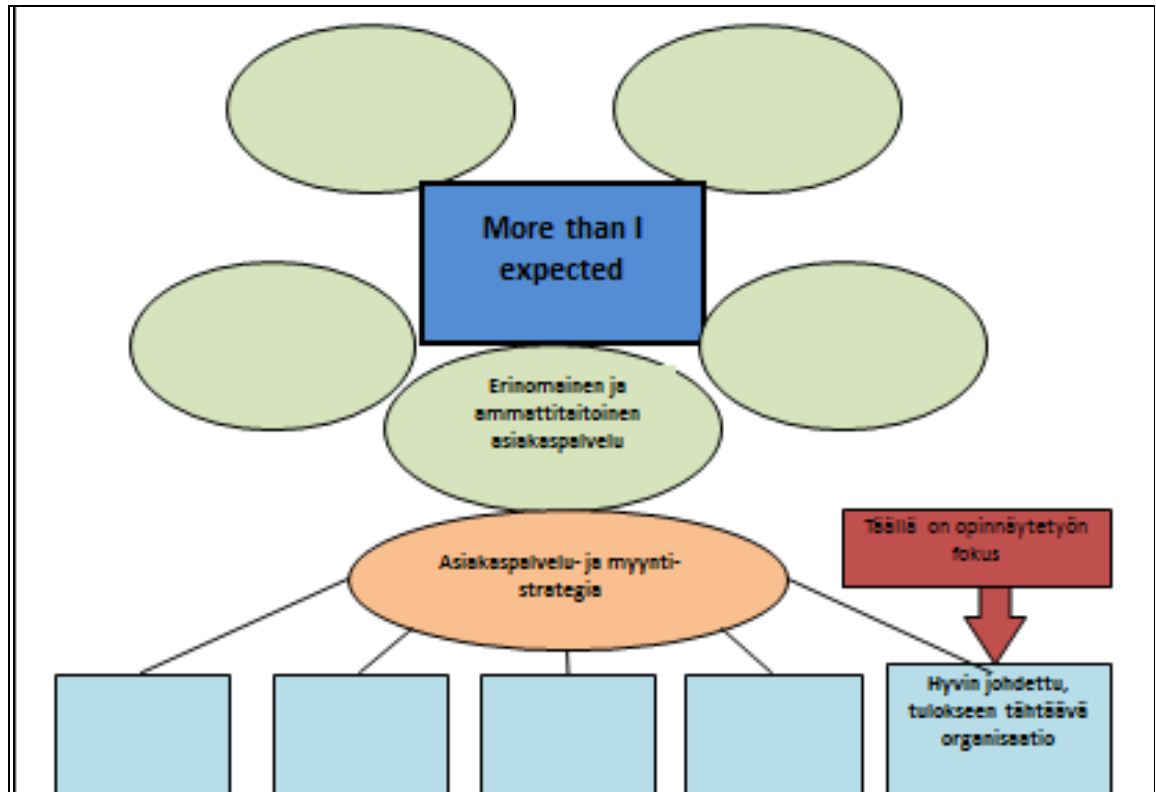 More than I
expected
Erinomainen ja
ammattitaitoinen
asiakaspalvelu
Asiakaspalvelu- ja myynti-
strategia
Täällä on opinnäytetyön
fokus
Hyvin johdettu,
tulokseen tähtäävä
organisaatio